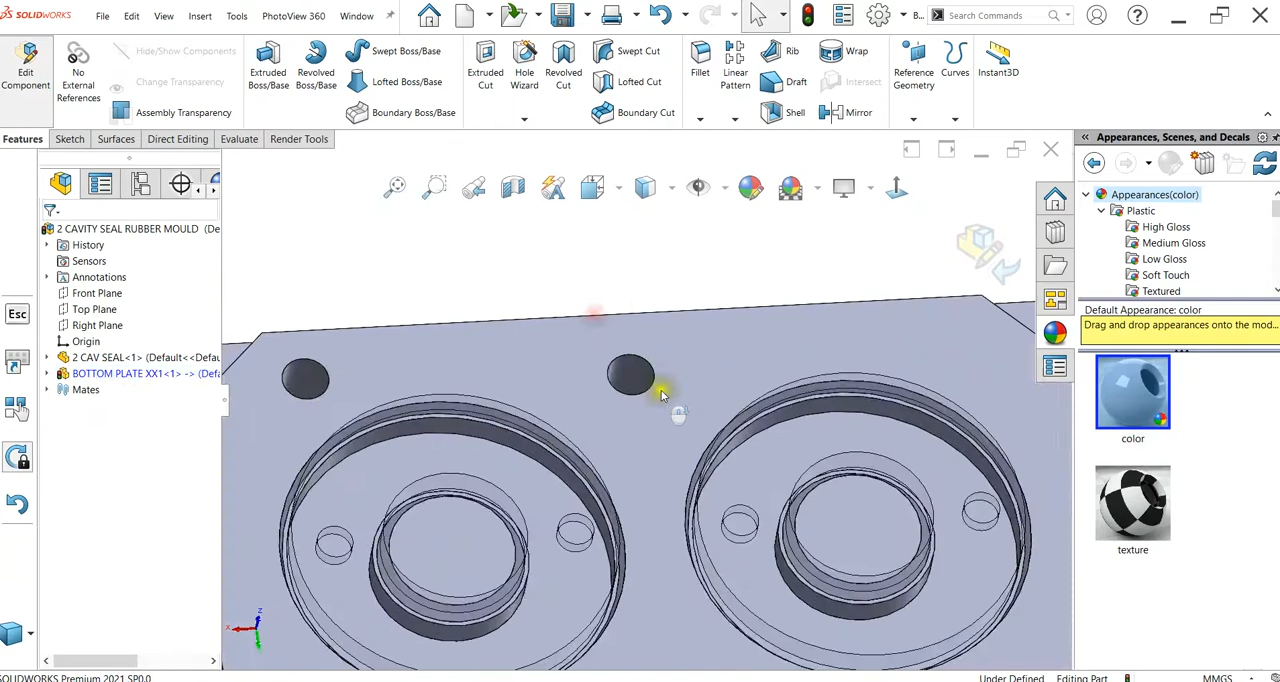 SOLIDWORKS
File
Edit
View
Insert
Tools
PhotoView 360
Window
B...
Search Commands
Edit
Component
No
External
References
Hide/Show Components
Change Transparency
Assembly Transparency
Extruded
Boss/Base
Revolved
Boss/Base
Swept Boss/Base
Lofted Boss/Base
Boundary Boss/Base
Extruded
Cut
Hole
Wizard
Revolved
Cut
Swept Cut
Lofted Cut
Boundary Cut
Fillet
Linear
Pattern
Rib
Draft
Shell
Wrap
Intersect
Mirror
Reference
Geometry
Curves
Instant3D
Features
Sketch
Surfaces
Direct Editing
Evaluate
Render Tools
Appearances, Scenes, and Decals
2 CAVITY SEAL RUBBER MOULD (De
History
Sensors
Annotations
Front Plane
Top Plane
Right Plane
Origin
2 CAV SEAL<1> (Default<<Defau
BOTTOM PLATE XX1<1> -> (Defau
Mates
Esc
Appearances(color)
Plastic
High Gloss
Medium Gloss
Low Gloss
Soft Touch
Textured
Default Appearance: color
Drag and drop appearances onto the mod...
color
texture
z
x
SOLIDWORKS Premium 2021 SP0.0
Under Defined
Editing Part
MMGS